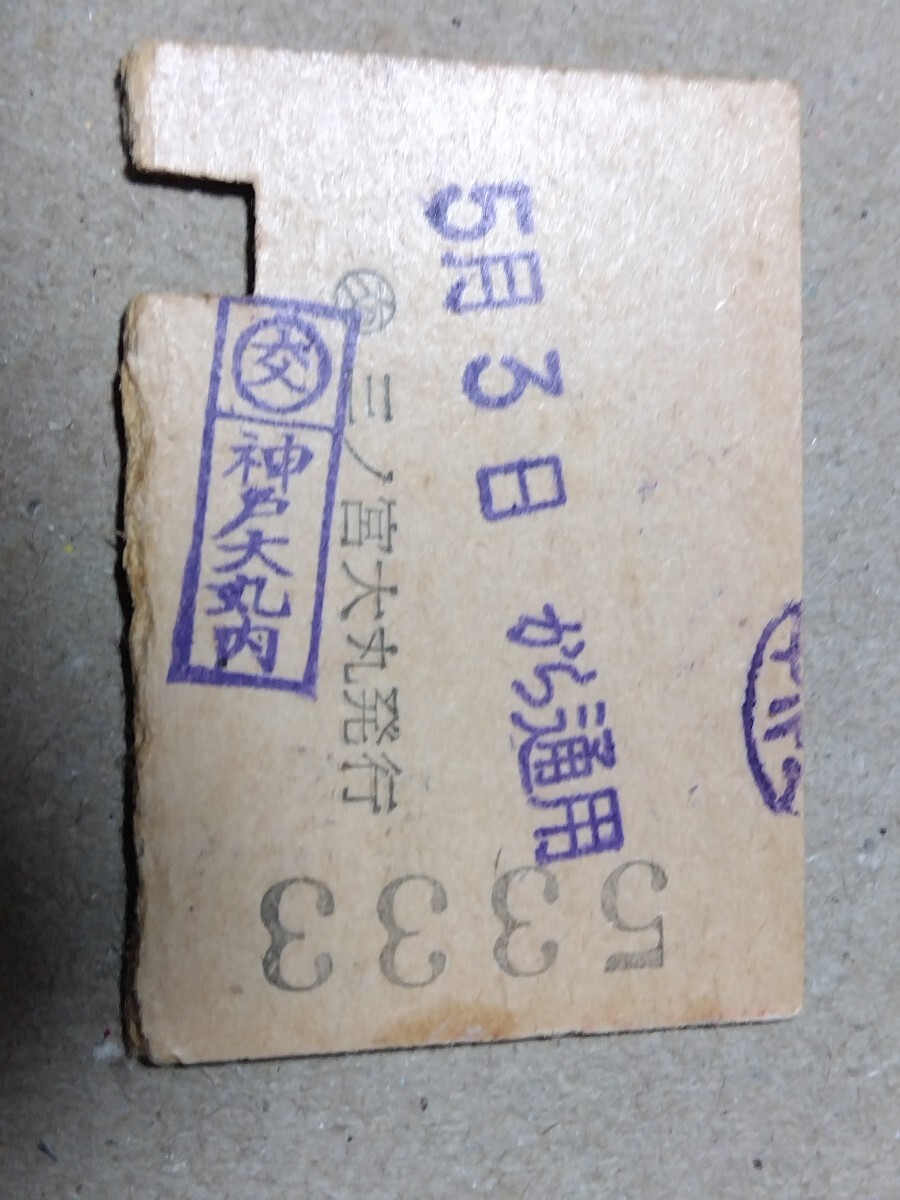 5月3日から通用
三ノ宮大丸発行
交 神戸大丸内
5333